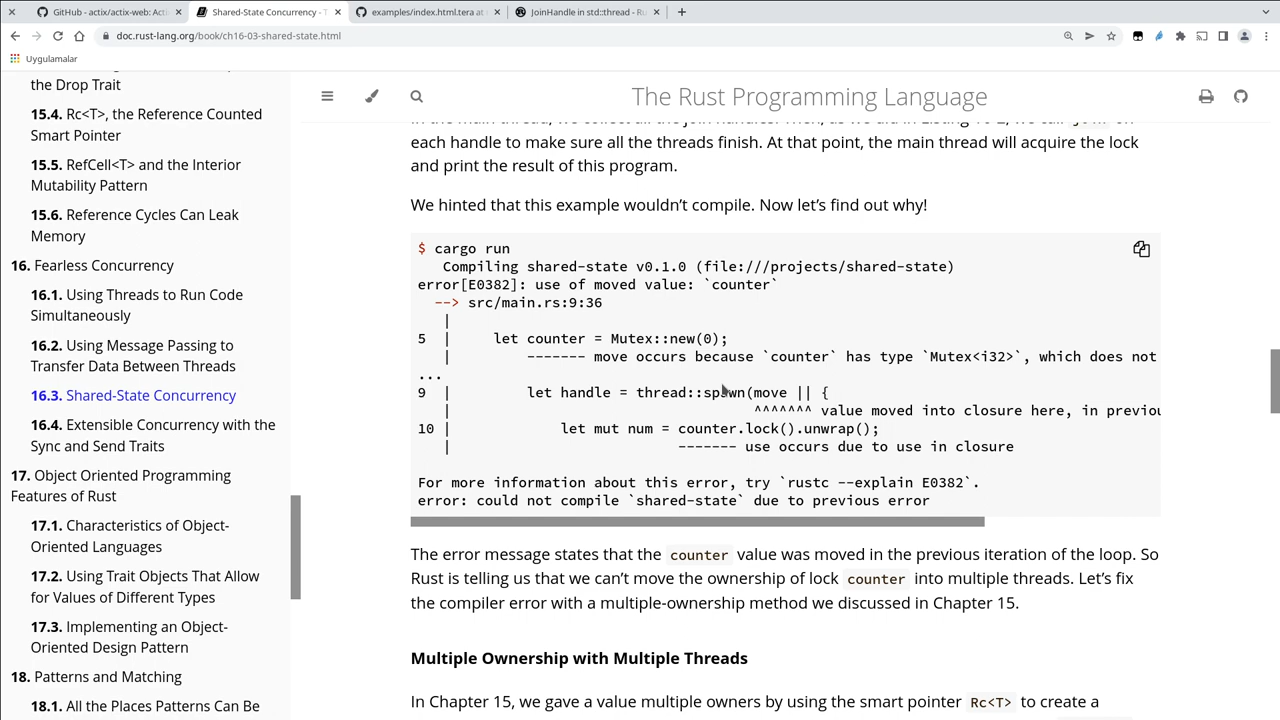 GitHub - actix/actix-web: Acti
Shared-State Concurrency - T
examples/index.html.tera at
JoinHandle in std::thread - Ru
doc.rust-lang.org/book/ch16-03-shared-state.html
Uygulamalar
the Drop Trait
15.4. Rc<T>, the Reference Counted
Smart Pointer
15.5. RefCell<T> and the Interior
Mutability Pattern
15.6. Reference Cycles Can Leak
Memory
16. Fearless Concurrency
16.1. Using Threads to Run Code
Simultaneously
16.2. Using Message Passing to
Transfer Data Between Threads
16.3. Shared-State Concurrency
16.4. Extensible Concurrency with the
Sync and Send Traits
17. Object Oriented Programming
Features of Rust
17.1. Characteristics of Object-
Oriented Languages
17.2. Using Trait Objects That Allow
for Values of Different Types
17.3. Implementing an Object-
Oriented Design Pattern
18. Patterns and Matching
18.1. All the Places Patterns Can Be
The Rust Programming Language
each handle to make sure all the threads finish. At that point, the main thread will acquire the lock
and print the result of this program.
We hinted that this example wouldn't compile. Now let's find out why!
$ cargo run
Compiling shared-state v0.1.0 (file:///projects/shared-state)
error[E0382]: use of moved value: `counter`
--> src/main.rs:9:36
|
5 | let counter = Mutex::new(0);
| ------- move occurs because `counter` has type `Mutex<i32>`, which does not
...
9 | let handle = thread::spawn(move || {
| ^^^^^^^ value moved into closure here, in previou
10 | let mut num = counter.lock().unwrap();
| ------- use occurs due to use in closure
For more information about this error, try `rustc --explain E0382`.
error: could not compile `shared-state` due to previous error
The error message states that the counter value was moved in the previous iteration of the loop. So
Rust is telling us that we can't move the ownership of lock counter into multiple threads. Let's fix
the compiler error with a multiple-ownership method we discussed in Chapter 15.
Multiple Ownership with Multiple Threads
In Chapter 15, we gave a value multiple owners by using the smart pointer Rc<T> to create a